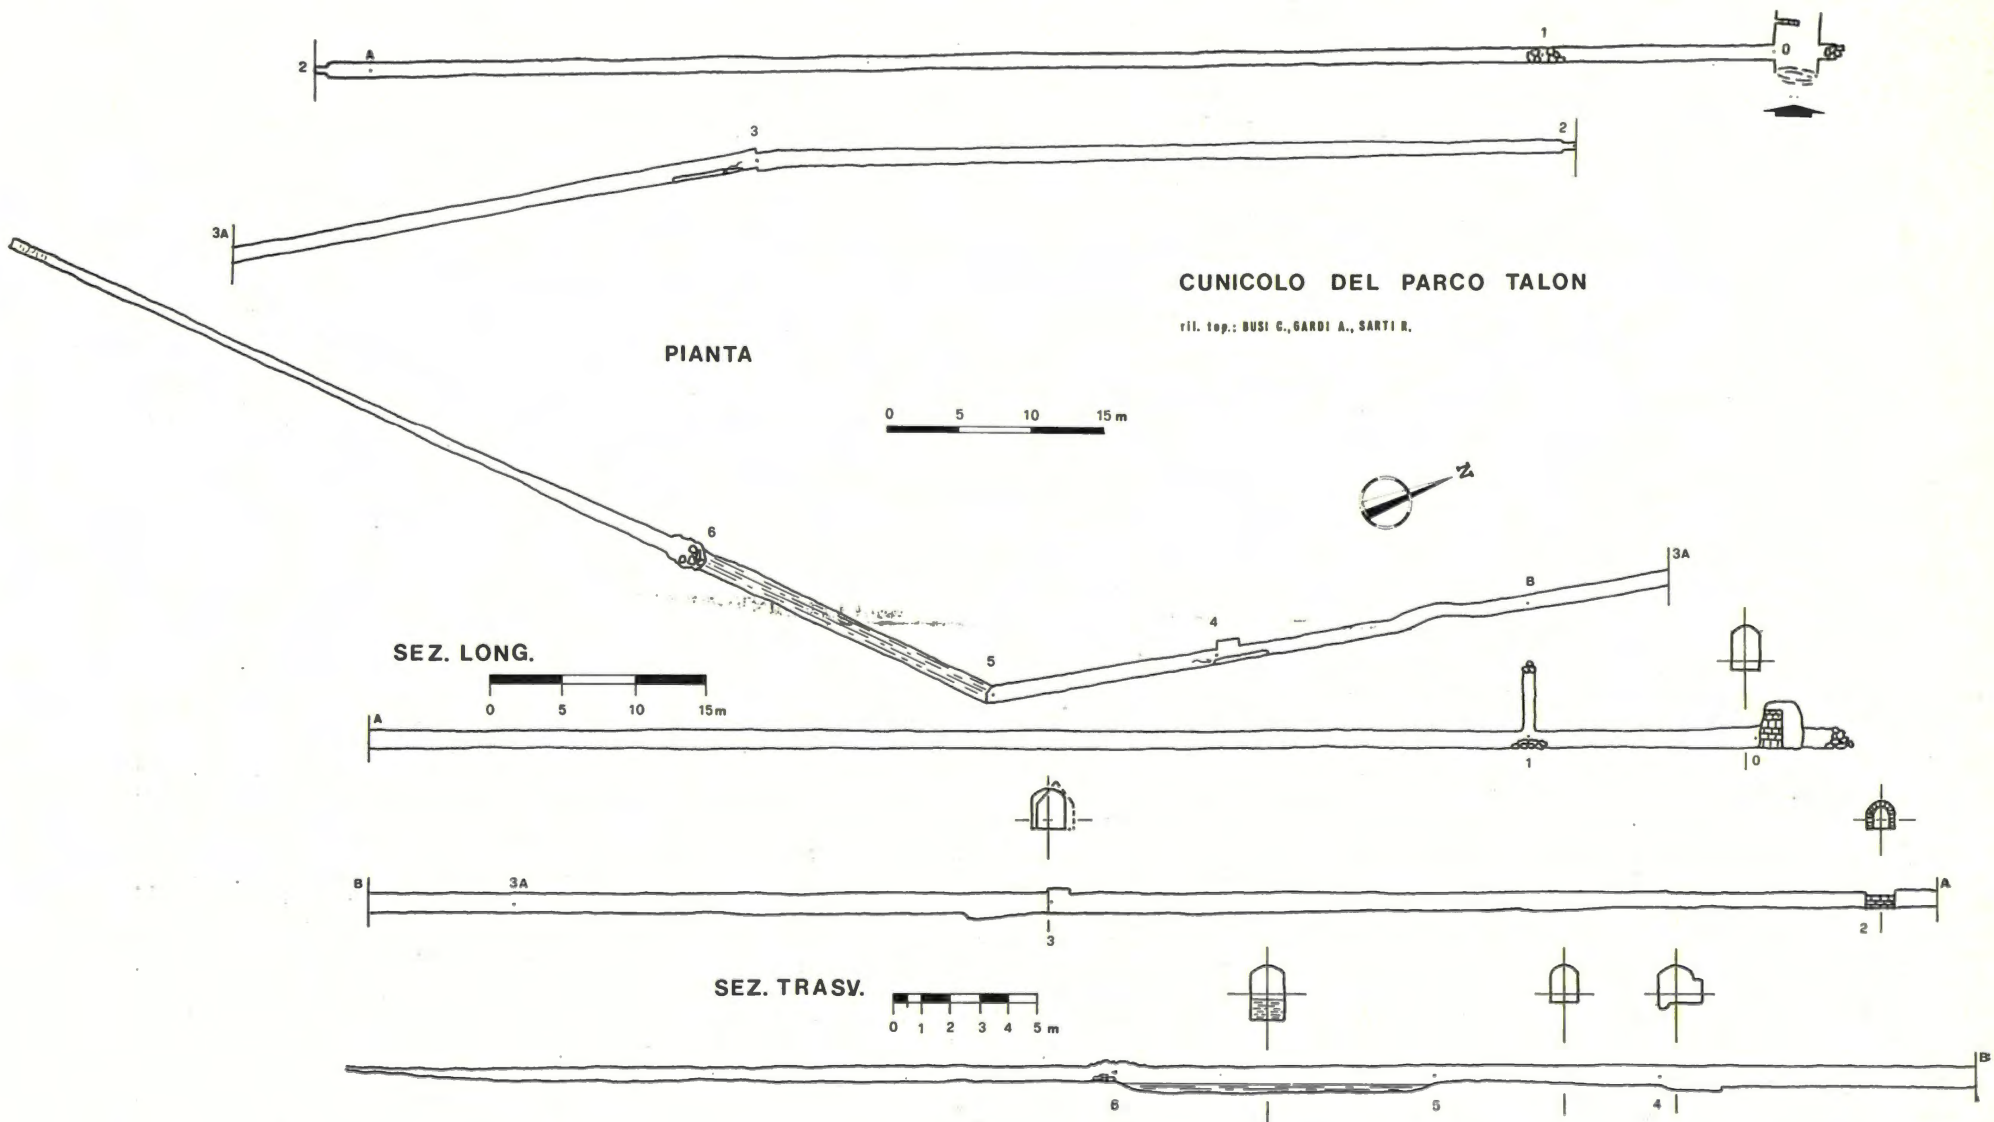 1
A
0
2
3
2
3A
CUNICOLO DEL PARCO TALON
ril. top.: BUSI C., GARDI A., SARTI R.
PIANTA
0 5 10 15 m
N
6
3A
B
4
5
SEZ. LONG.
0 5 10 15 m
A
1
0
B
3A
A
3
2
SEZ. TRASV.
0 1 2 3 4 5 m
B
6
5
4